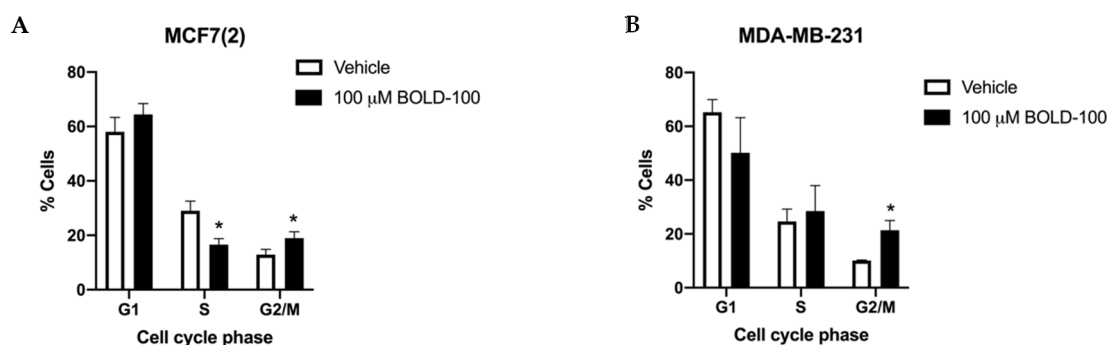 A
MCF7(2)
Vehicle
100 μM BOLD-100
% Cells
80
60
40
20
0
*
*
G1 S G2/M
Cell cycle phase
B
MDA-MB-231
Vehicle
100 μM BOLD-100
% Cells
80
60
40
20
0
*
G1 S G2/M
Cell cycle phase